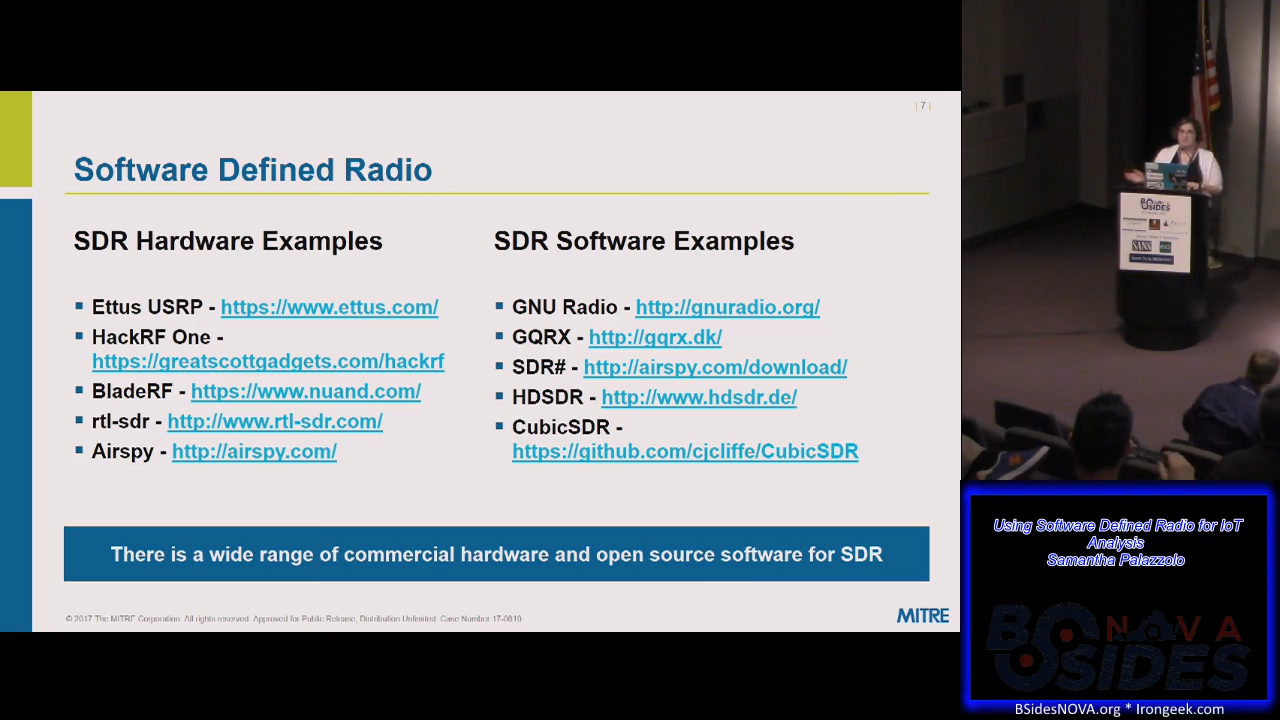 | 7 |
Software Defined Radio
SDR Hardware Examples
Ettus USRP - https://www.ettus.com/
HackRF One -
https://greatscottgadgets.com/hackrf
BladeRF - https://www.nuand.com/
rtl-sdr - http://www.rtl-sdr.com/
Airspy - http://airspy.com/
SDR Software Examples
GNU Radio - http://gnuradio.org/
GQRX - http://gqrx.dk/
SDR# - http://airspy.com/download/
HDSDR - http://www.hdsdr.de/
CubicSDR -
https://github.com/cjcliffe/CubicSDR
There is a wide range of commercial hardware and open source software for SDR
© 2017 The MITRE Corporation. All rights reserved. Approved for Public Release, Distribution Unlimited. Case Number 17-0619
MITRE
BSIDES
SANS
Using Software Defined Radio for IoT
Analysis
Samantha Palazzolo
BSIDES NOVA
BSidesNOVA.org * Irongeek.com